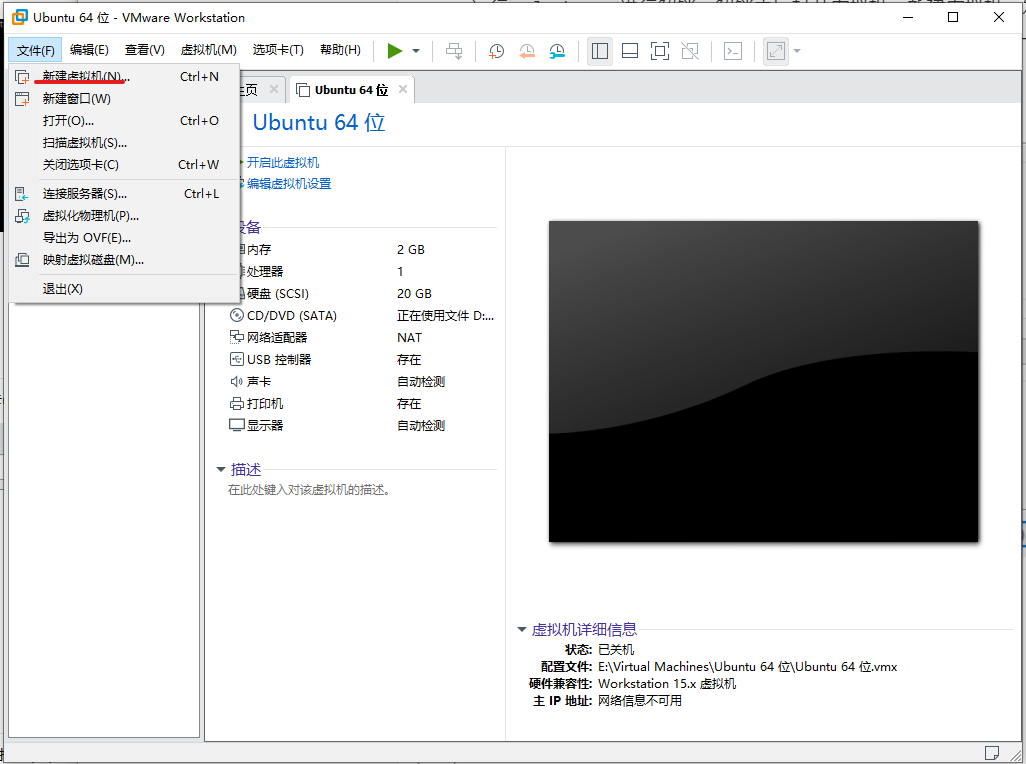 Ubuntu 64 位 - VMware Workstation
文件(F) 编辑(E) 查看(V) 虚拟机(M) 选项卡(T) 帮助(H)
新建虚拟机(N)... Ctrl+N
新建窗口(W)
打开(O)... Ctrl+O
扫描虚拟机(S)...
关闭选项卡(C) Ctrl+W
连接服务器(S)... Ctrl+L
虚拟化物理机(P)...
导出为 OVF(E)...
映射虚拟磁盘(M)...
退出(X)
页
Ubuntu 64 位
Ubuntu 64 位
开启此虚拟机
编辑虚拟机设置
备
内存 2 GB
处理器 1
硬盘 (SCSI) 20 GB
CD/DVD (SATA) 正在使用文件 D:...
网络适配器 NAT
USB 控制器 存在
声卡 自动检测
打印机 存在
显示器 自动检测
描述
在此处键入对该虚拟机的描述。
虚拟机详细信息
状态: 已关机
配置文件: E:\Virtual Machines\Ubuntu 64 位\Ubuntu 64 位.vmx
硬件兼容性: Workstation 15.x 虚拟机
主 IP 地址: 网络信息不可用